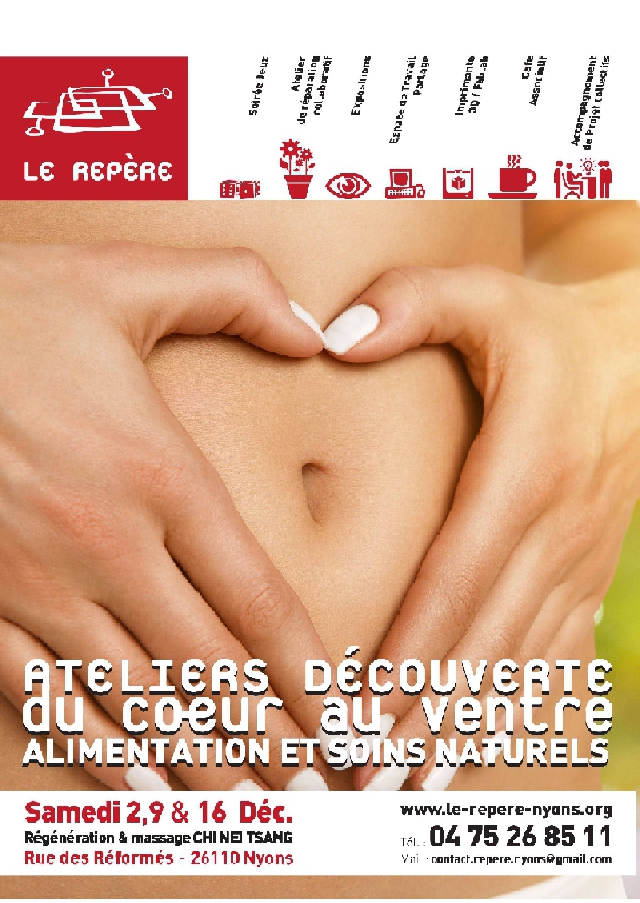 Soirée Jeux
Atelier
de réparation
collaboratif
Expositions
Espace de Travail
Partagé
Imprimante
3D / FabLab
Café
Associatif
Accompagnement
de Projet Collectifs
LE REPÈRE
ATELIERS DÉCOUVERTE
du coeur au ventre
ALIMENTATION ET SOINS NATURELS
Samedi 2,9 & 16 Déc.
Régénération & massage CHI NEI TSANG
Rue des Réformés - 26110 Nyons
www.le-repere-nyons.org
Tél. : 04 75 26 85 11
Mail : contact.repere.nyons@gmail.com